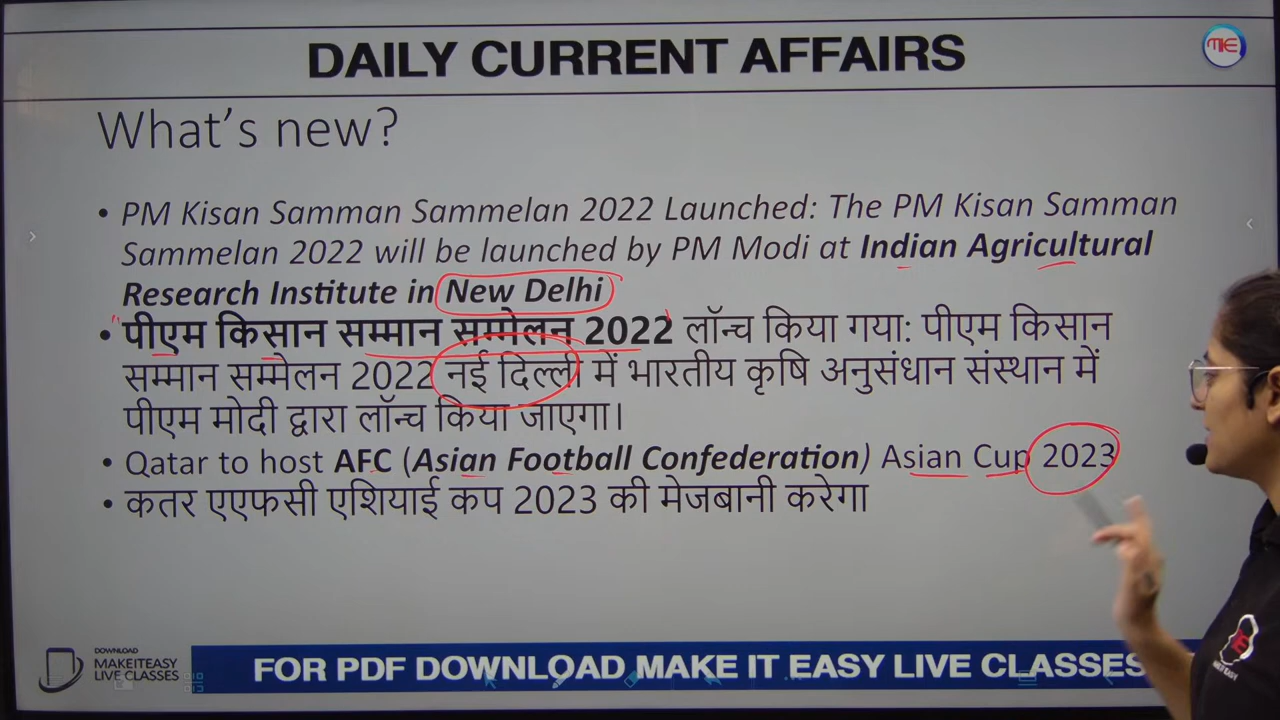 DAILY CURRENT AFFAIRS
MIE
What's new?
• PM Kisan Samman Sammelan 2022 Launched: The PM Kisan Samman
Sammelan 2022 will be launched by PM Modi at Indian Agricultural
Research Institute in New Delhi
• पीएम किसान सम्मान सम्मेलन 2022 लॉन्च किया गया: पीएम किसान
सम्मान सम्मेलन 2022 नई दिल्ली में भारतीय कृषि अनुसंधान संस्थान में
पीएम मोदी द्वारा लॉन्च किया जाएगा।
• Qatar to host AFC (Asian Football Confederation) Asian Cup 2023
• कतर एएफसी एशियाई कप 2023 की मेजबानी करेगा
DOWNLOAD
MAKEITEASY
LIVE CLASSES
FOR PDF DOWNLOAD MAKE IT EASY LIVE CLASSES